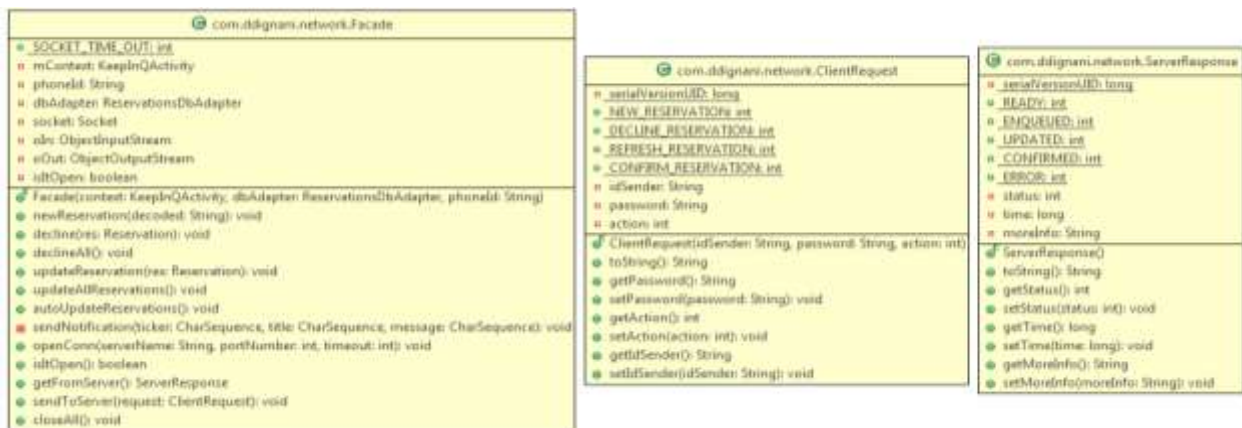 com.ddignani.network.Facade
SOCKET_TIME_OUT: int
mContext: KeepInQActivity
phoneId: String
dbAdapter: ReservationsDbAdapter
socket: Socket
oIn: ObjectInputStream
oOut: ObjectOutputStream
isItOpen: boolean
Facade(context: KeepInQActivity, dbAdapter: ReservationsDbAdapter, phoneId: String)
newReservation(decoded: String): void
decline(res: Reservation): void
declineAll(): void
updateReservation(res: Reservation): void
updateAllReservations(): void
autoUpdateReservations(): void
sendNotification(ticker: CharSequence, title: CharSequence, message: CharSequence): void
openConn(serverName: String, portNumber: int, timeout: int): void
isItOpen(): boolean
getFromServer(): ServerResponse
sendToServer(request: ClientRequest): void
closeAll(): void
com.ddignani.network.ClientRequest
serialVersionUID: long
NEW_RESERVATION: int
DECLINE_RESERVATION: int
REFRESH_RESERVATION: int
CONFIRM_RESERVATION: int
idSender: String
password: String
action: int
ClientRequest(idSender: String, password: String, action: int)
toString(): String
getPassword(): String
setPassword(password: String): void
getAction(): int
setAction(action: int): void
getIdSender(): String
setIdSender(idSender: String): void
com.ddignani.network.ServerResponse
serialVersionUID: long
READY: int
ENQUEUED: int
UPDATED: int
CONFIRMED: int
ERROR: int
status: int
time: long
moreInfo: String
ServerResponse()
toString(): String
getStatus(): int
setStatus(status: int): void
getTime(): long
setTime(time: long): void
getMoreInfo(): String
setMoreInfo(moreInfo: String): void